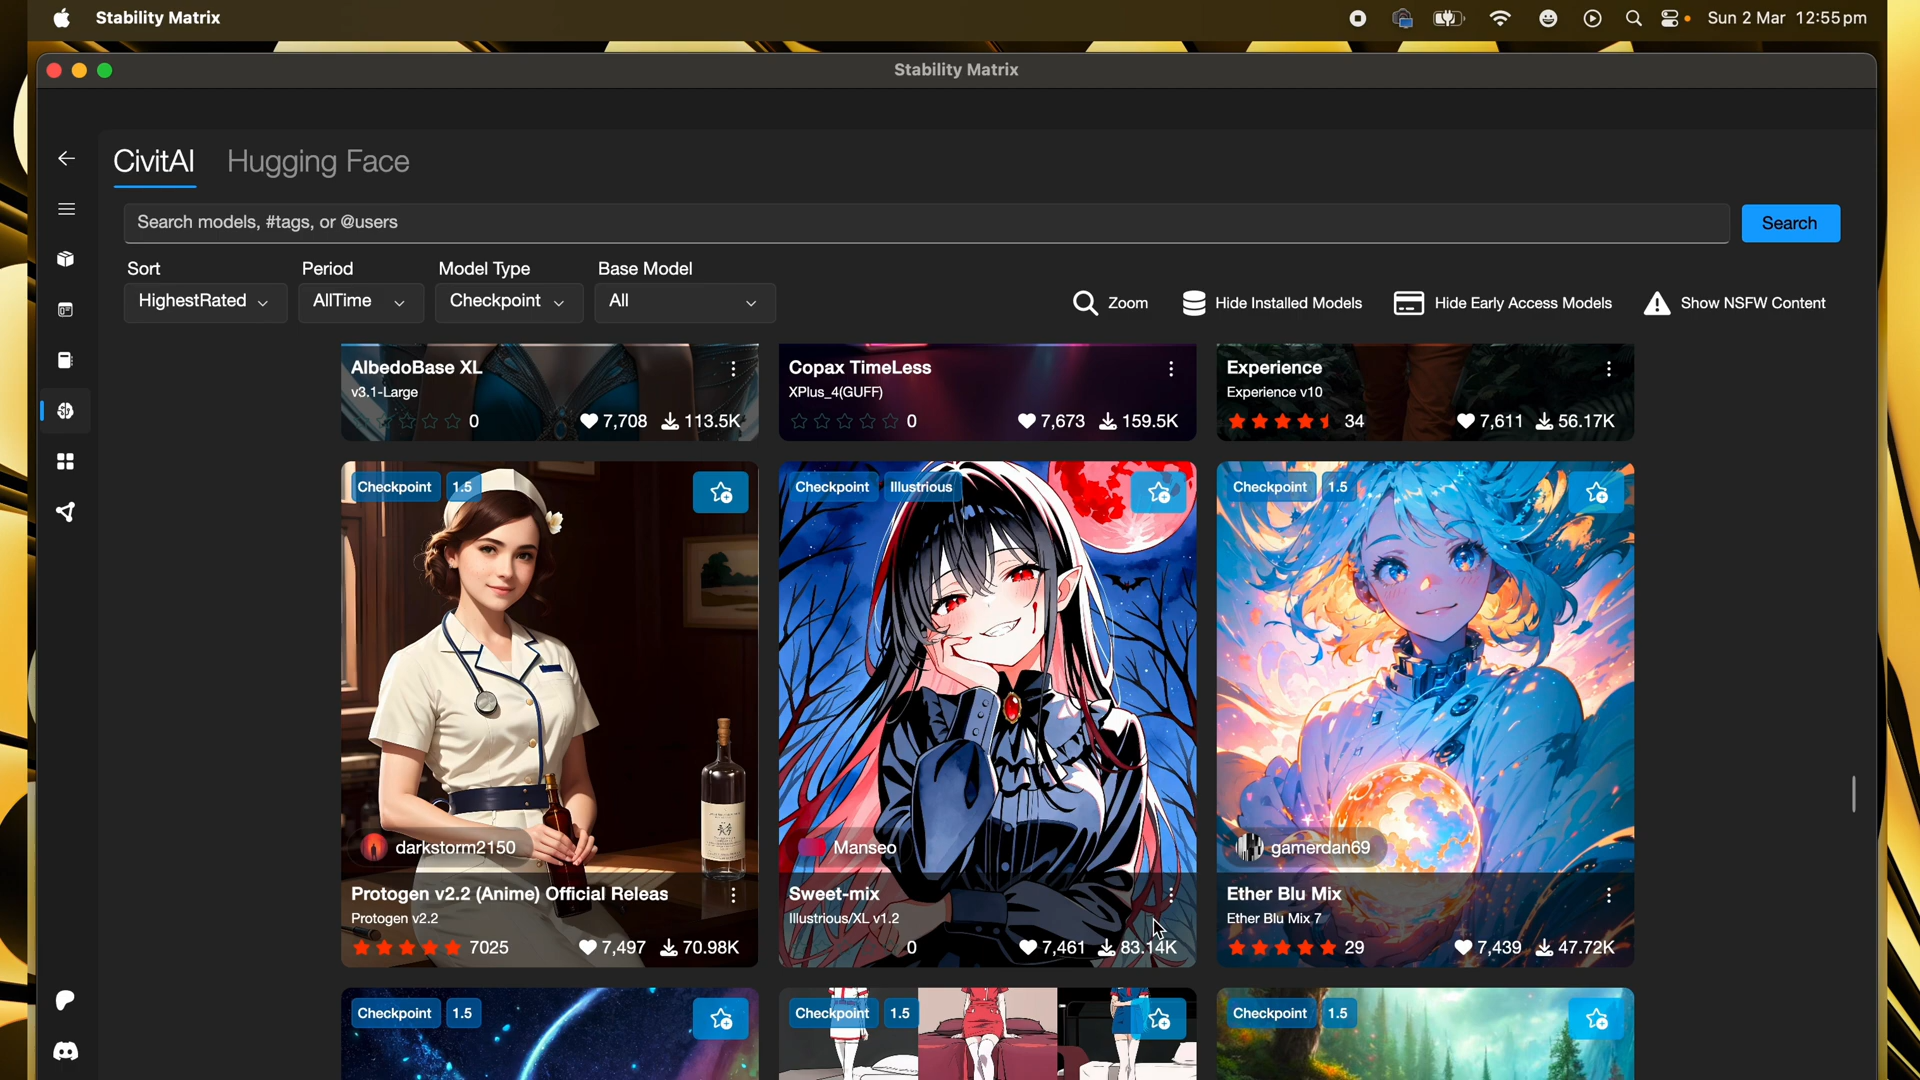 Stability Matrix
Sun 2 Mar 12:55pm
Stability Matrix
CivitAI
Hugging Face
Search models, #tags, or @users
Search
Sort
Period
Model Type
Base Model
HighestRated
AllTime
Checkpoint
All
Zoom
Hide Installed Models
Hide Early Access Models
Show NSFW Content
AlbedoBase XL
v3.1-Large
0
7,708
113.5K
Copax TimeLess
XPlus_4(GUFF)
0
7,673
159.5K
Experience
Experience v10
34
7,611
56.17K
Checkpoint
1.5
darkstorm2150
Protogen v2.2 (Anime) Official Releas
Protogen v2.2
7025
7,497
70.98K
Checkpoint
Illustrious
Manseo
Sweet-mix
Illustrious/XL v1.2
0
7,461
83.14K
Checkpoint
1.5
gamerdan69
Ether Blu Mix
Ether Blu Mix 7
29
7,439
47.72K
Checkpoint
1.5
Checkpoint
1.5
Checkpoint
1.5